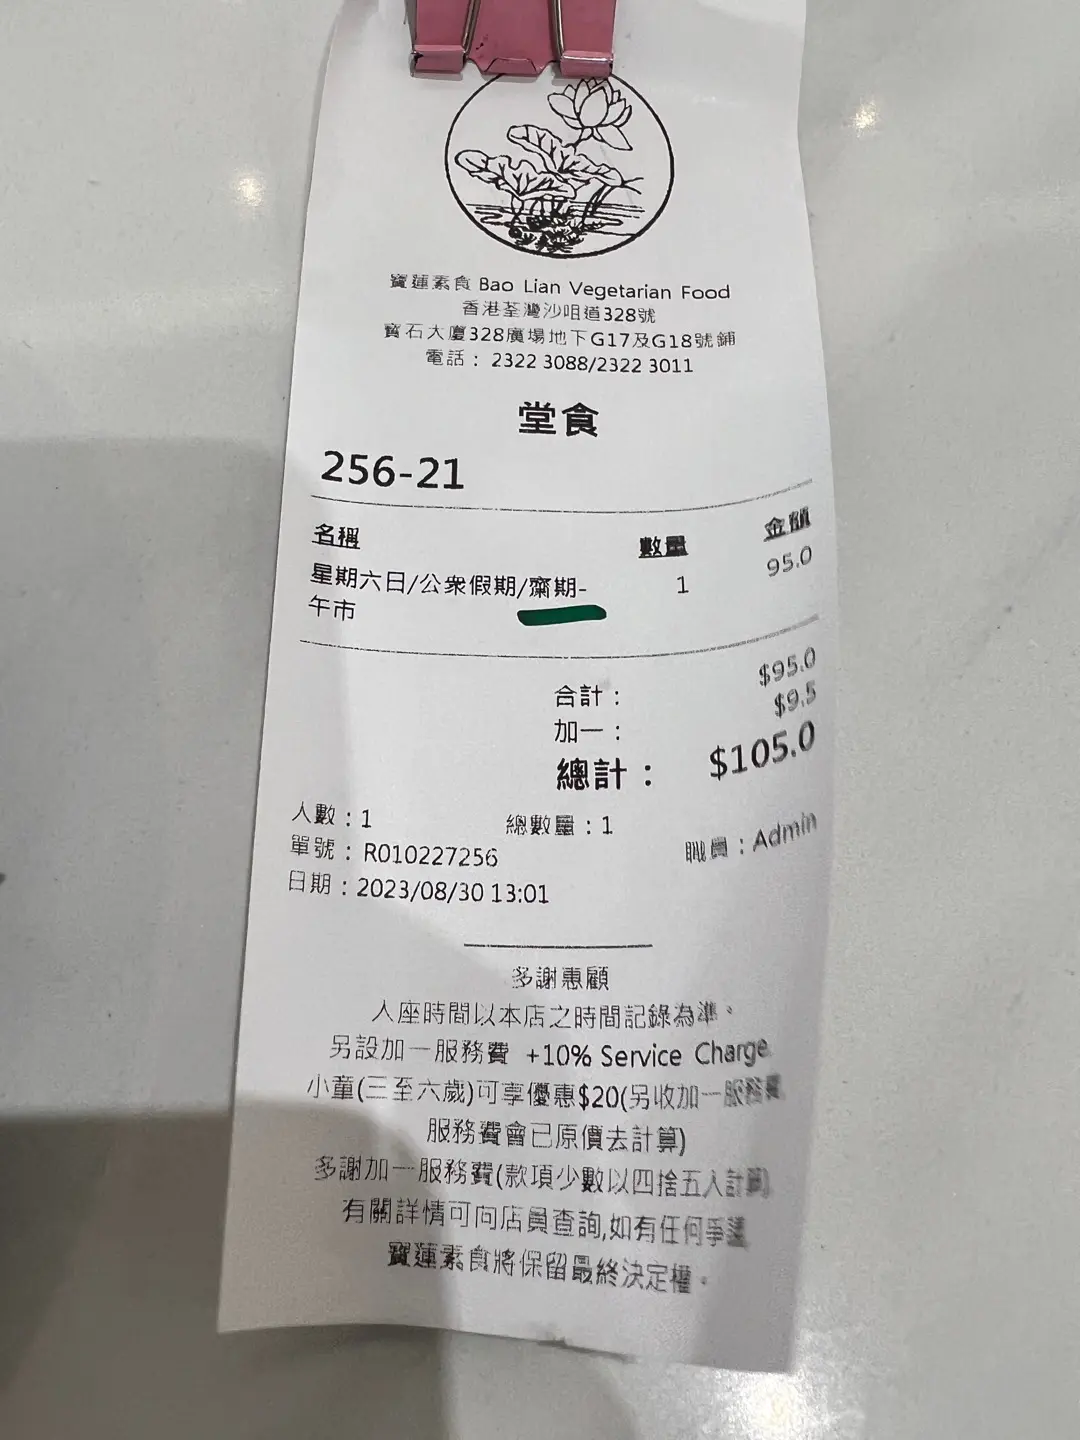 寶蓮素食 Bao Lian Vegetarian Food
香港荃灣沙咀道328號
寶石大廈328廣場地下G17及G18號鋪
電話： 2322 3088/2322 3011
堂食
256-21
名稱 數量 金額
星期六日/公眾假期/齋期- 1 95.0
午市
合計： $95.0
加一： $9.5
總計： $105.0
人數：1 總數量：1
單號：R010227256 職員：Admin
日期：2023/08/30 13:01
多謝惠顧
入座時間以本店之時間記錄為準。
另設加一服務費 +10% Service Charge
小童(三至六歲)可享優惠$20(另收加一服務費
服務費會已原價去計算)
多謝加一服務費(款項少數以四捨五入計算)
有關詳情可向店員查詢,如有任何爭議
寶蓮素食將保留最終決定權。